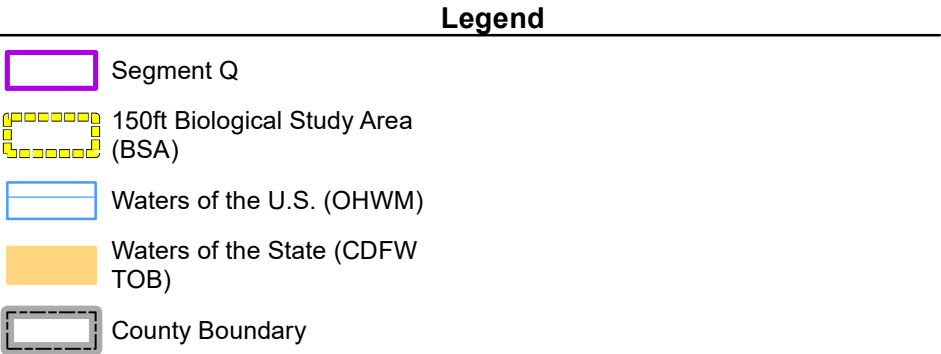 Legend
Segment Q
150ft Biological Study Area
(BSA)
Waters of the U.S. (OHWM)
Waters of the State (CDFW
TOB)
County Boundary